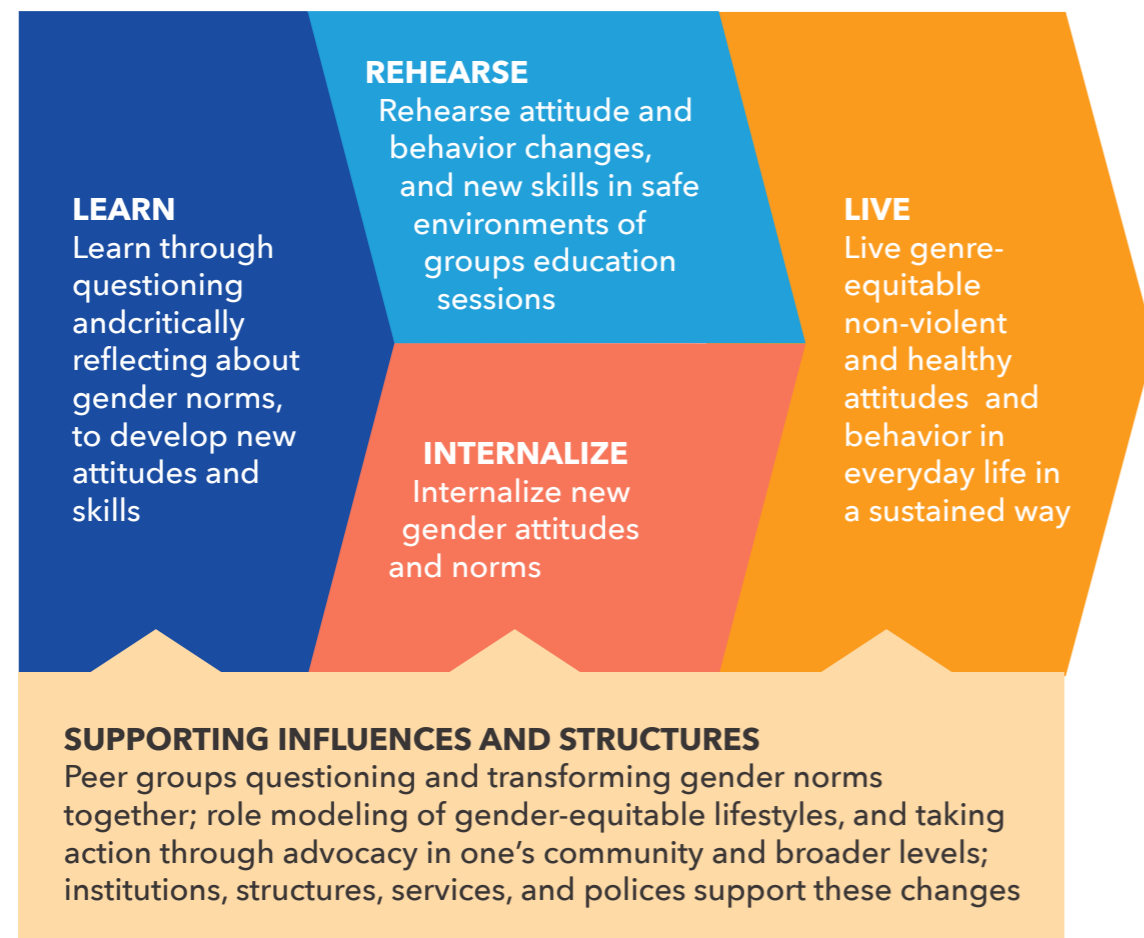 LEARN
Learn through
questioning
andcritically
reflecting about
gender norms,
to develop new
attitudes and
skills
REHEARSE
Rehearse attitude and
behavior changes,
and new skills in safe
environments of
groups education
sessions
INTERNALIZE
Internalize new
gender attitudes
and norms
LIVE
Live genre-
equitable
non-violent
and healthy
attitudes and
behavior in
everyday life in
a sustained way
SUPPORTING INFLUENCES AND STRUCTURES
Peer groups questioning and transforming gender norms
together; role modeling of gender-equitable lifestyles, and taking
action through advocacy in one’s community and broader levels;
institutions, structures, services, and polices support these changes